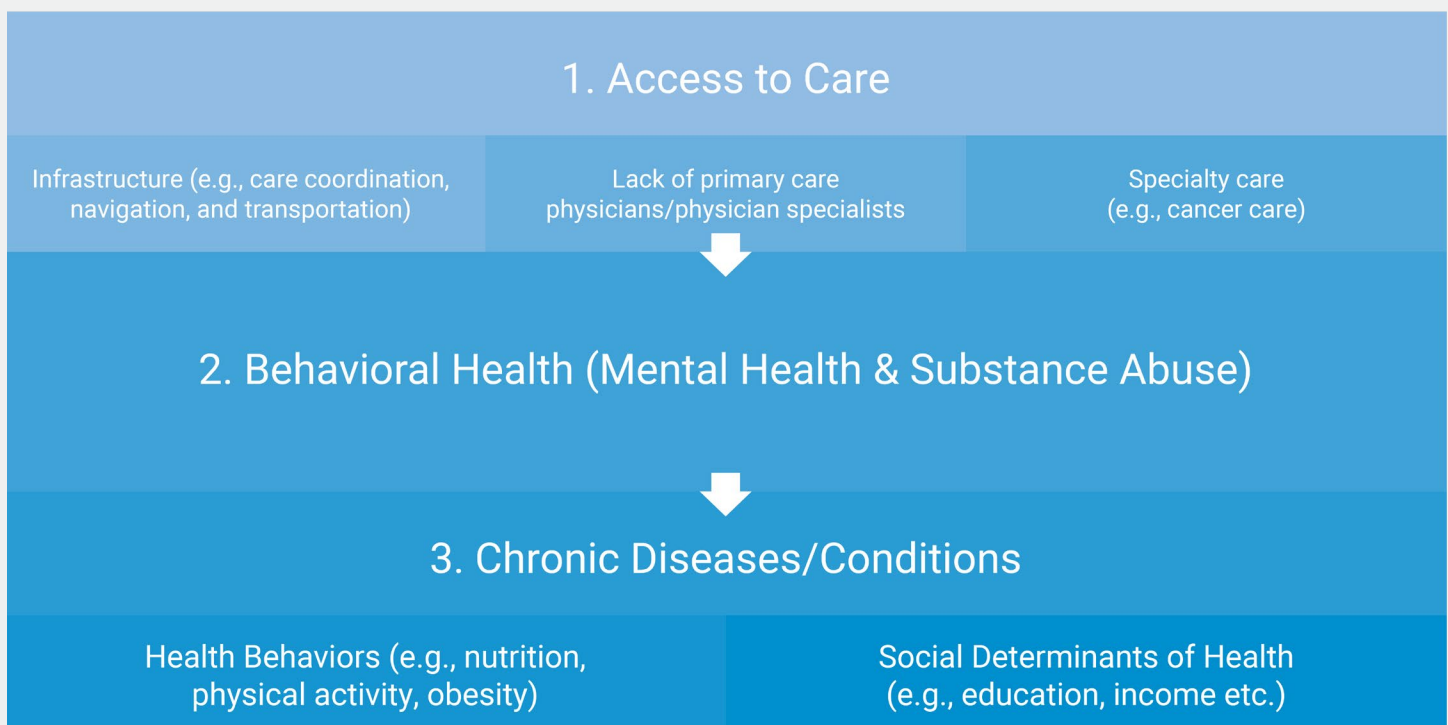 1. Access to Care
Infrastructure (e.g., care coordination,
navigation, and transportation)
Lack of primary care
physicians/physician specialists
Specialty care
(e.g., cancer care)
2. Behavioral Health (Mental Health & Substance Abuse)
3. Chronic Diseases/Conditions
Health Behaviors (e.g., nutrition,
physical activity, obesity)
Social Determinants of Health
(e.g., education, income etc.)